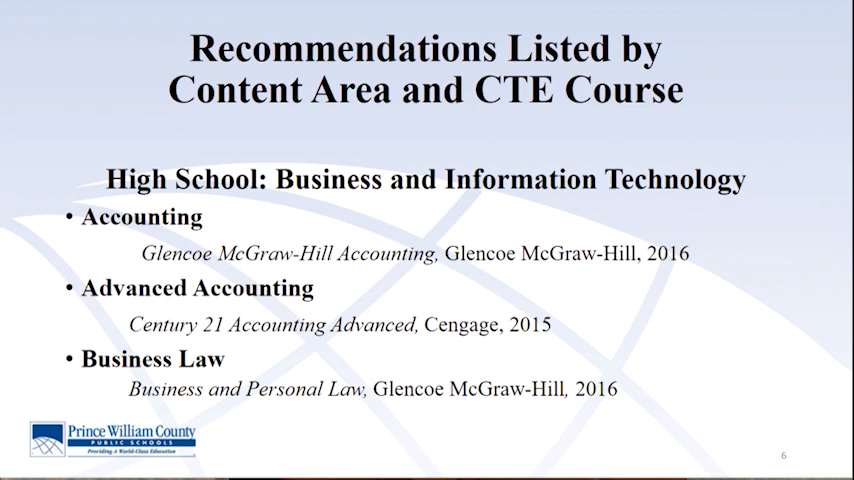 Recommendations Listed by
Content Area and CTE Course
High School: Business and Information Technology
• Accounting
Glencoe McGraw-Hill Accounting, Glencoe McGraw-Hill, 2016
• Advanced Accounting
Century 21 Accounting Advanced, Cengage, 2015
• Business Law
Business and Personal Law, Glencoe McGraw-Hill, 2016
Prince William County
PUBLIC SCHOOLS
Providing A World-Class Education
6